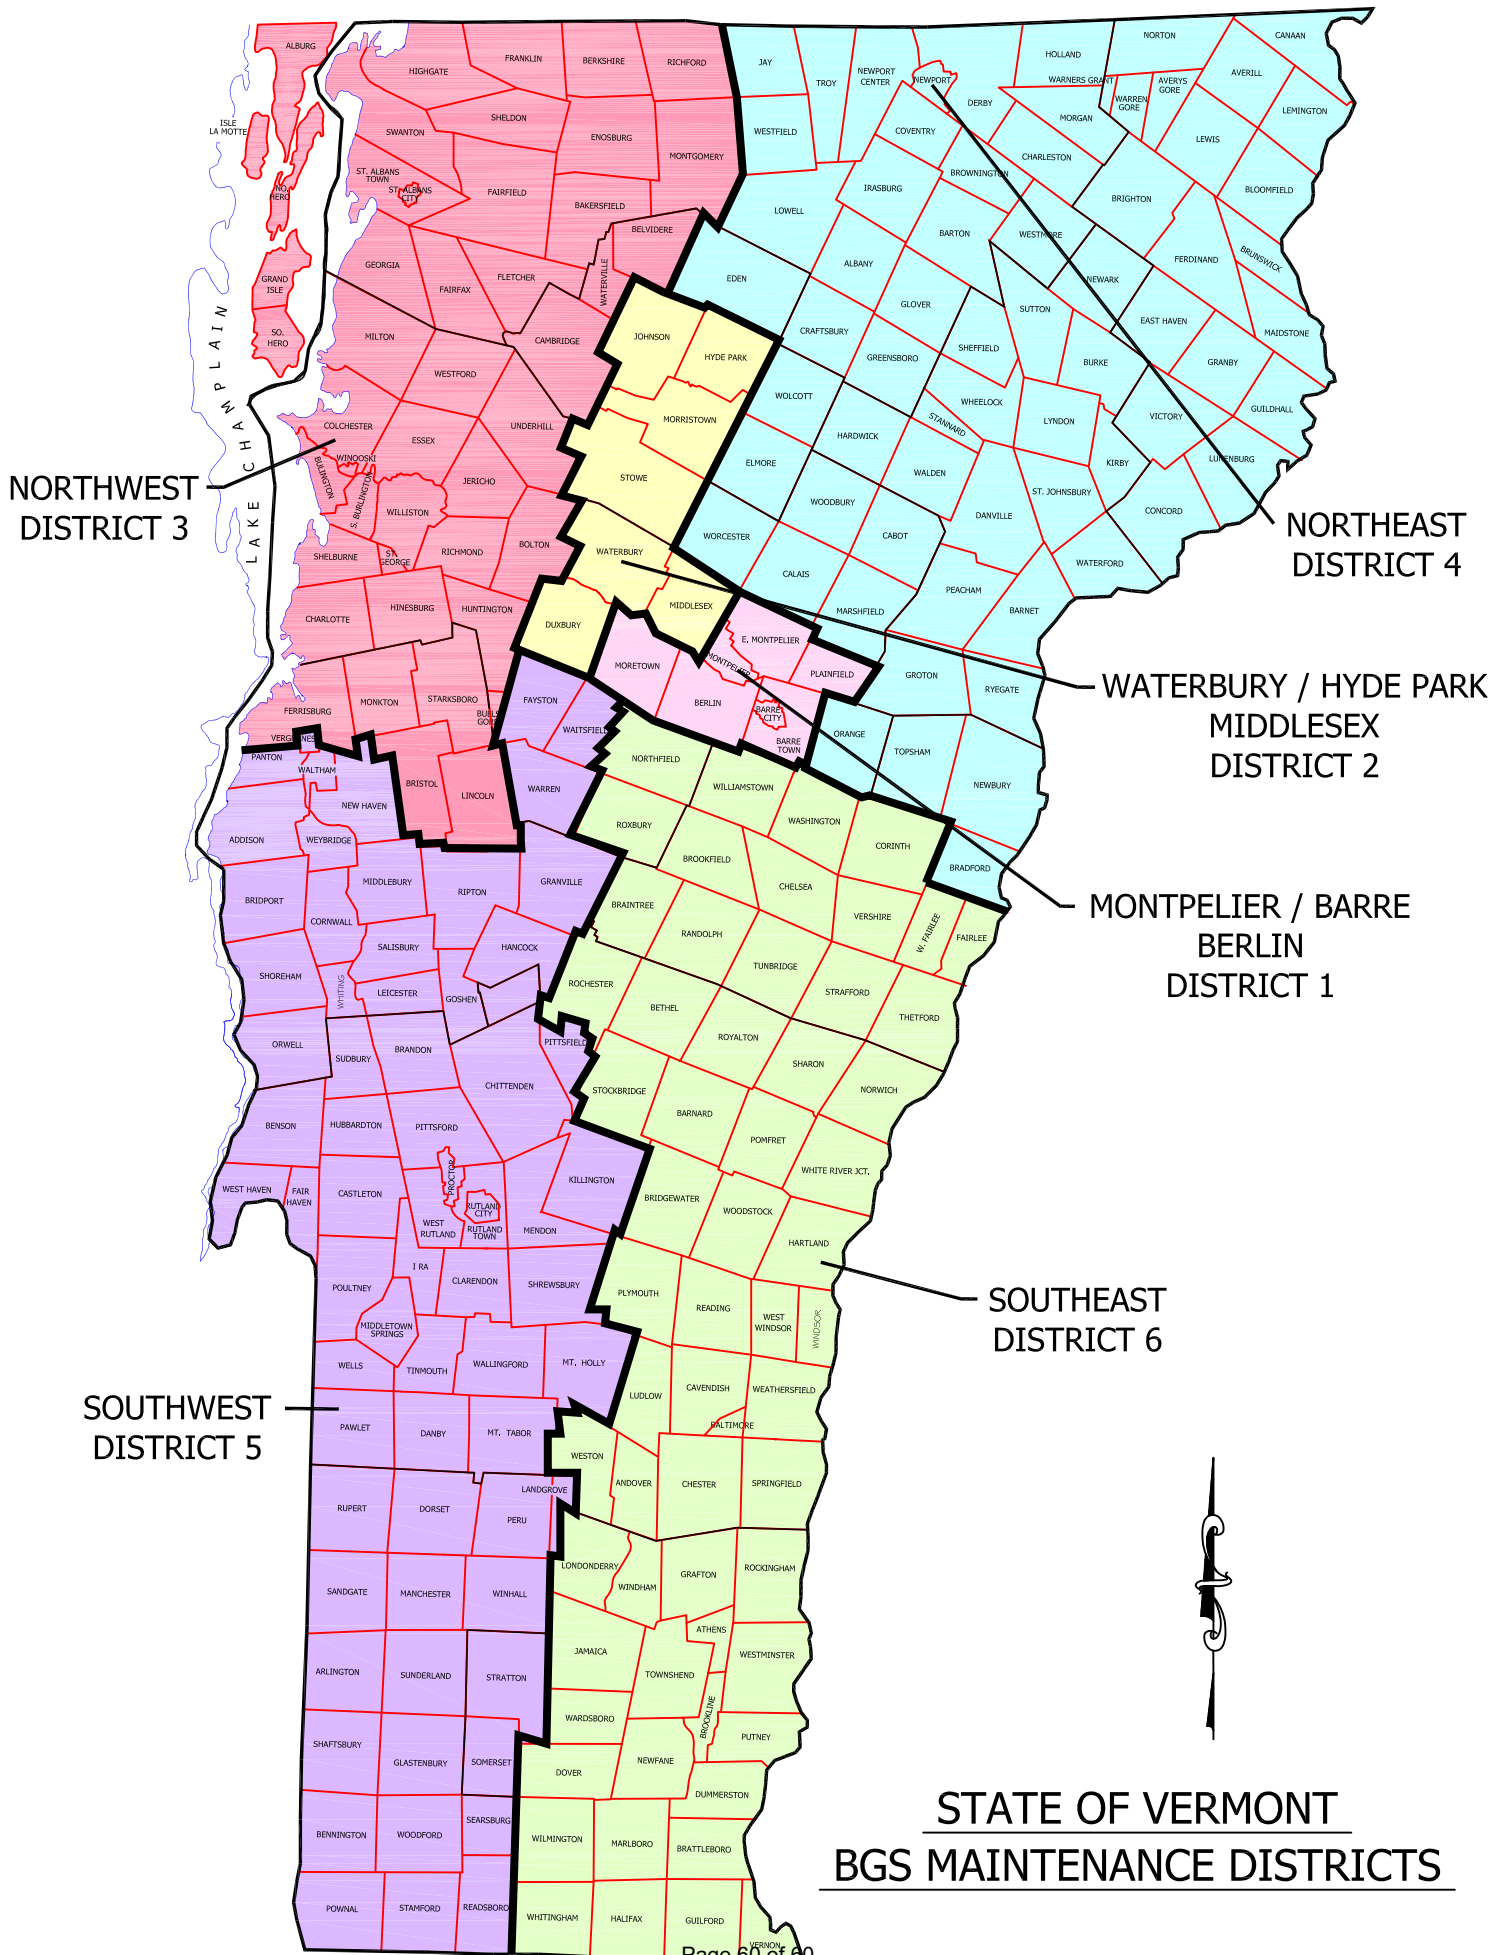 ALBURG
HIGHGATE
FRANKLIN
BERKSHIRE
RICHFORD
JAY
TROY
NEWPORT
CENTER
NEWPORT
DERBY
HOLLAND
WARNERS GRANT
NORTON
CANAAN
AVERILL
AVERYS
GORE
WARREN
GORE
LEMINGTON
ISLE
LA MOTTE
SWANTON
SHELDON
ENOSBURG
MONTGOMERY
WESTFIELD
COVENTRY
MORGAN
LEWIS
CHARLESTON
BROWNINGTON
ST. ALBANS
TOWN
ST. ALBANS
CITY
FAIRFIELD
BAKERSFIELD
IRASBURG
BRIGHTON
BLOOMFIELD
NO.
HERO
BELVIDERE
LOWELL
BARTON
WESTMORE
FERDINAND
BRUNSWICK
GRAND
ISLE
GEORGIA
FAIRFAX
FLETCHER
WATERVILLE
EDEN
ALBANY
GLOVER
NEWARK
SUTTON
EAST HAVEN
MAIDSTONE
SO.
HERO
MILTON
CAMBRIDGE
JOHNSON
HYDE PARK
CRAFTSBURY
GREENSBORO
SHEFFIELD
BURKE
GRANBY
WESTFORD
WOLCOTT
WHEELOCK
STANNARD
LYNDON
VICTORY
GUILDHALL
LAKE CHAMPLAIN
COLCHESTER
ESSEX
UNDERHILL
MORRISTOWN
HARDWICK
WINOOSKI
BULINGTON
S. BURLINGTON
JERICHO
STOWE
ELMORE
WALDEN
KIRBY
LUNENBURG
NORTHWEST
DISTRICT 3
WILLISTON
WOODBURY
ST. JOHNSBURY
DANVILLE
CONCORD
NORTHEAST
DISTRICT 4
SHELBURNE
ST.
GEORGE
RICHMOND
BOLTON
WATERBURY
WORCESTER
CABOT
WATERFORD
CALAIS
PEACHAM
HINESBURG
HUNTINGTON
CHARLOTTE
DUXBURY
MIDDLESEX
MARSHFIELD
BARNET
E. MONTPELIER
MORETOWN
MONTPELIER
PLAINFIELD
GROTON
RYEGATE
WATERBURY / HYDE PARK
MIDDLESEX
DISTRICT 2
FERRISBURG
MONKTON
STARKSBORO
BUELS
GORE
FAYSTON
WAITSFIELD
BERLIN
BARRE
CITY
BARRE
TOWN
ORANGE
TOPSHAM
NEWBURY
VERGENNES
PANTON
WALTHAM
NEW HAVEN
BRISTOL
LINCOLN
WARREN
NORTHFIELD
WILLIAMSTOWN
WASHINGTON
CORINTH
BRADFORD
ADDISON
WEYBRIDGE
ROXBURY
BROOKFIELD
CHELSEA
MIDDLEBURY
RIPTON
GRANVILLE
BRIDPORT
CORNWALL
BRAINTREE
VERSHIRE
W. FAIRLEE
FAIRLEE
MONTPELIER / BARRE
BERLIN
DISTRICT 1
SALISBURY
HANCOCK
RANDOLPH
TUNBRIDGE
SHOREHAM
WHITING
LEICESTER
GOSHEN
ROCHESTER
BETHEL
STRAFFORD
THETFORD
ORWELL
SUDBURY
BRANDON
PITTSFIELD
ROYALTON
SHARON
CHITTENDEN
STOCKBRIDGE
NORWICH
BENSON
HUBBARDTON
PITTSFORD
BARNARD
POMFRET
WHITE RIVER JCT.
WEST HAVEN
FAIR
HAVEN
CASTLETON
PROCTOR
RUTLAND
CITY
WEST
RUTLAND
RUTLAND
TOWN
MENDON
KILLINGTON
BRIDGEWATER
WOODSTOCK
HARTLAND
I RA
CLARENDON
SHREWSBURY
POULTNEY
PLYMOUTH
READING
WEST
WINDSOR
WINDSOR
SOUTHEAST
DISTRICT 6
MIDDLETOWN
SPRINGS
WELLS
TINMOUTH
WALLINGFORD
MT. HOLLY
LUDLOW
CAVENDISH
WEATHERSFIELD
BALTIMORE
SOUTHWEST
DISTRICT 5
PAWLET
DANBY
MT. TABOR
WESTON
ANDOVER
CHESTER
SPRINGFIELD
LANDGROVE
RUPERT
DORSET
PERU
LONDONDERRY
WINDHAM
GRAFTON
ROCKINGHAM
SANDGATE
MANCHESTER
WINHALL
JAMAICA
ATHENS
WESTMINSTER
TOWNSHEND
ARLINGTON
SUNDERLAND
STRATTON
WARDSBORO
BROOKLINE
PUTNEY
SHAFTSBURY
GLASTENBURY
SOMERSET
DOVER
NEWFANE
DUMMERSTON
SEARSBURG
BENNINGTON
WOODFORD
WILMINGTON
MARLBORO
BRATTLEBORO
STATE OF VERMONT
BGS MAINTENANCE DISTRICTS
POWNAL
STAMFORD
READSBORO
WHITINGHAM
HALIFAX
GUILFORD
VERNON
Page 60 of 60